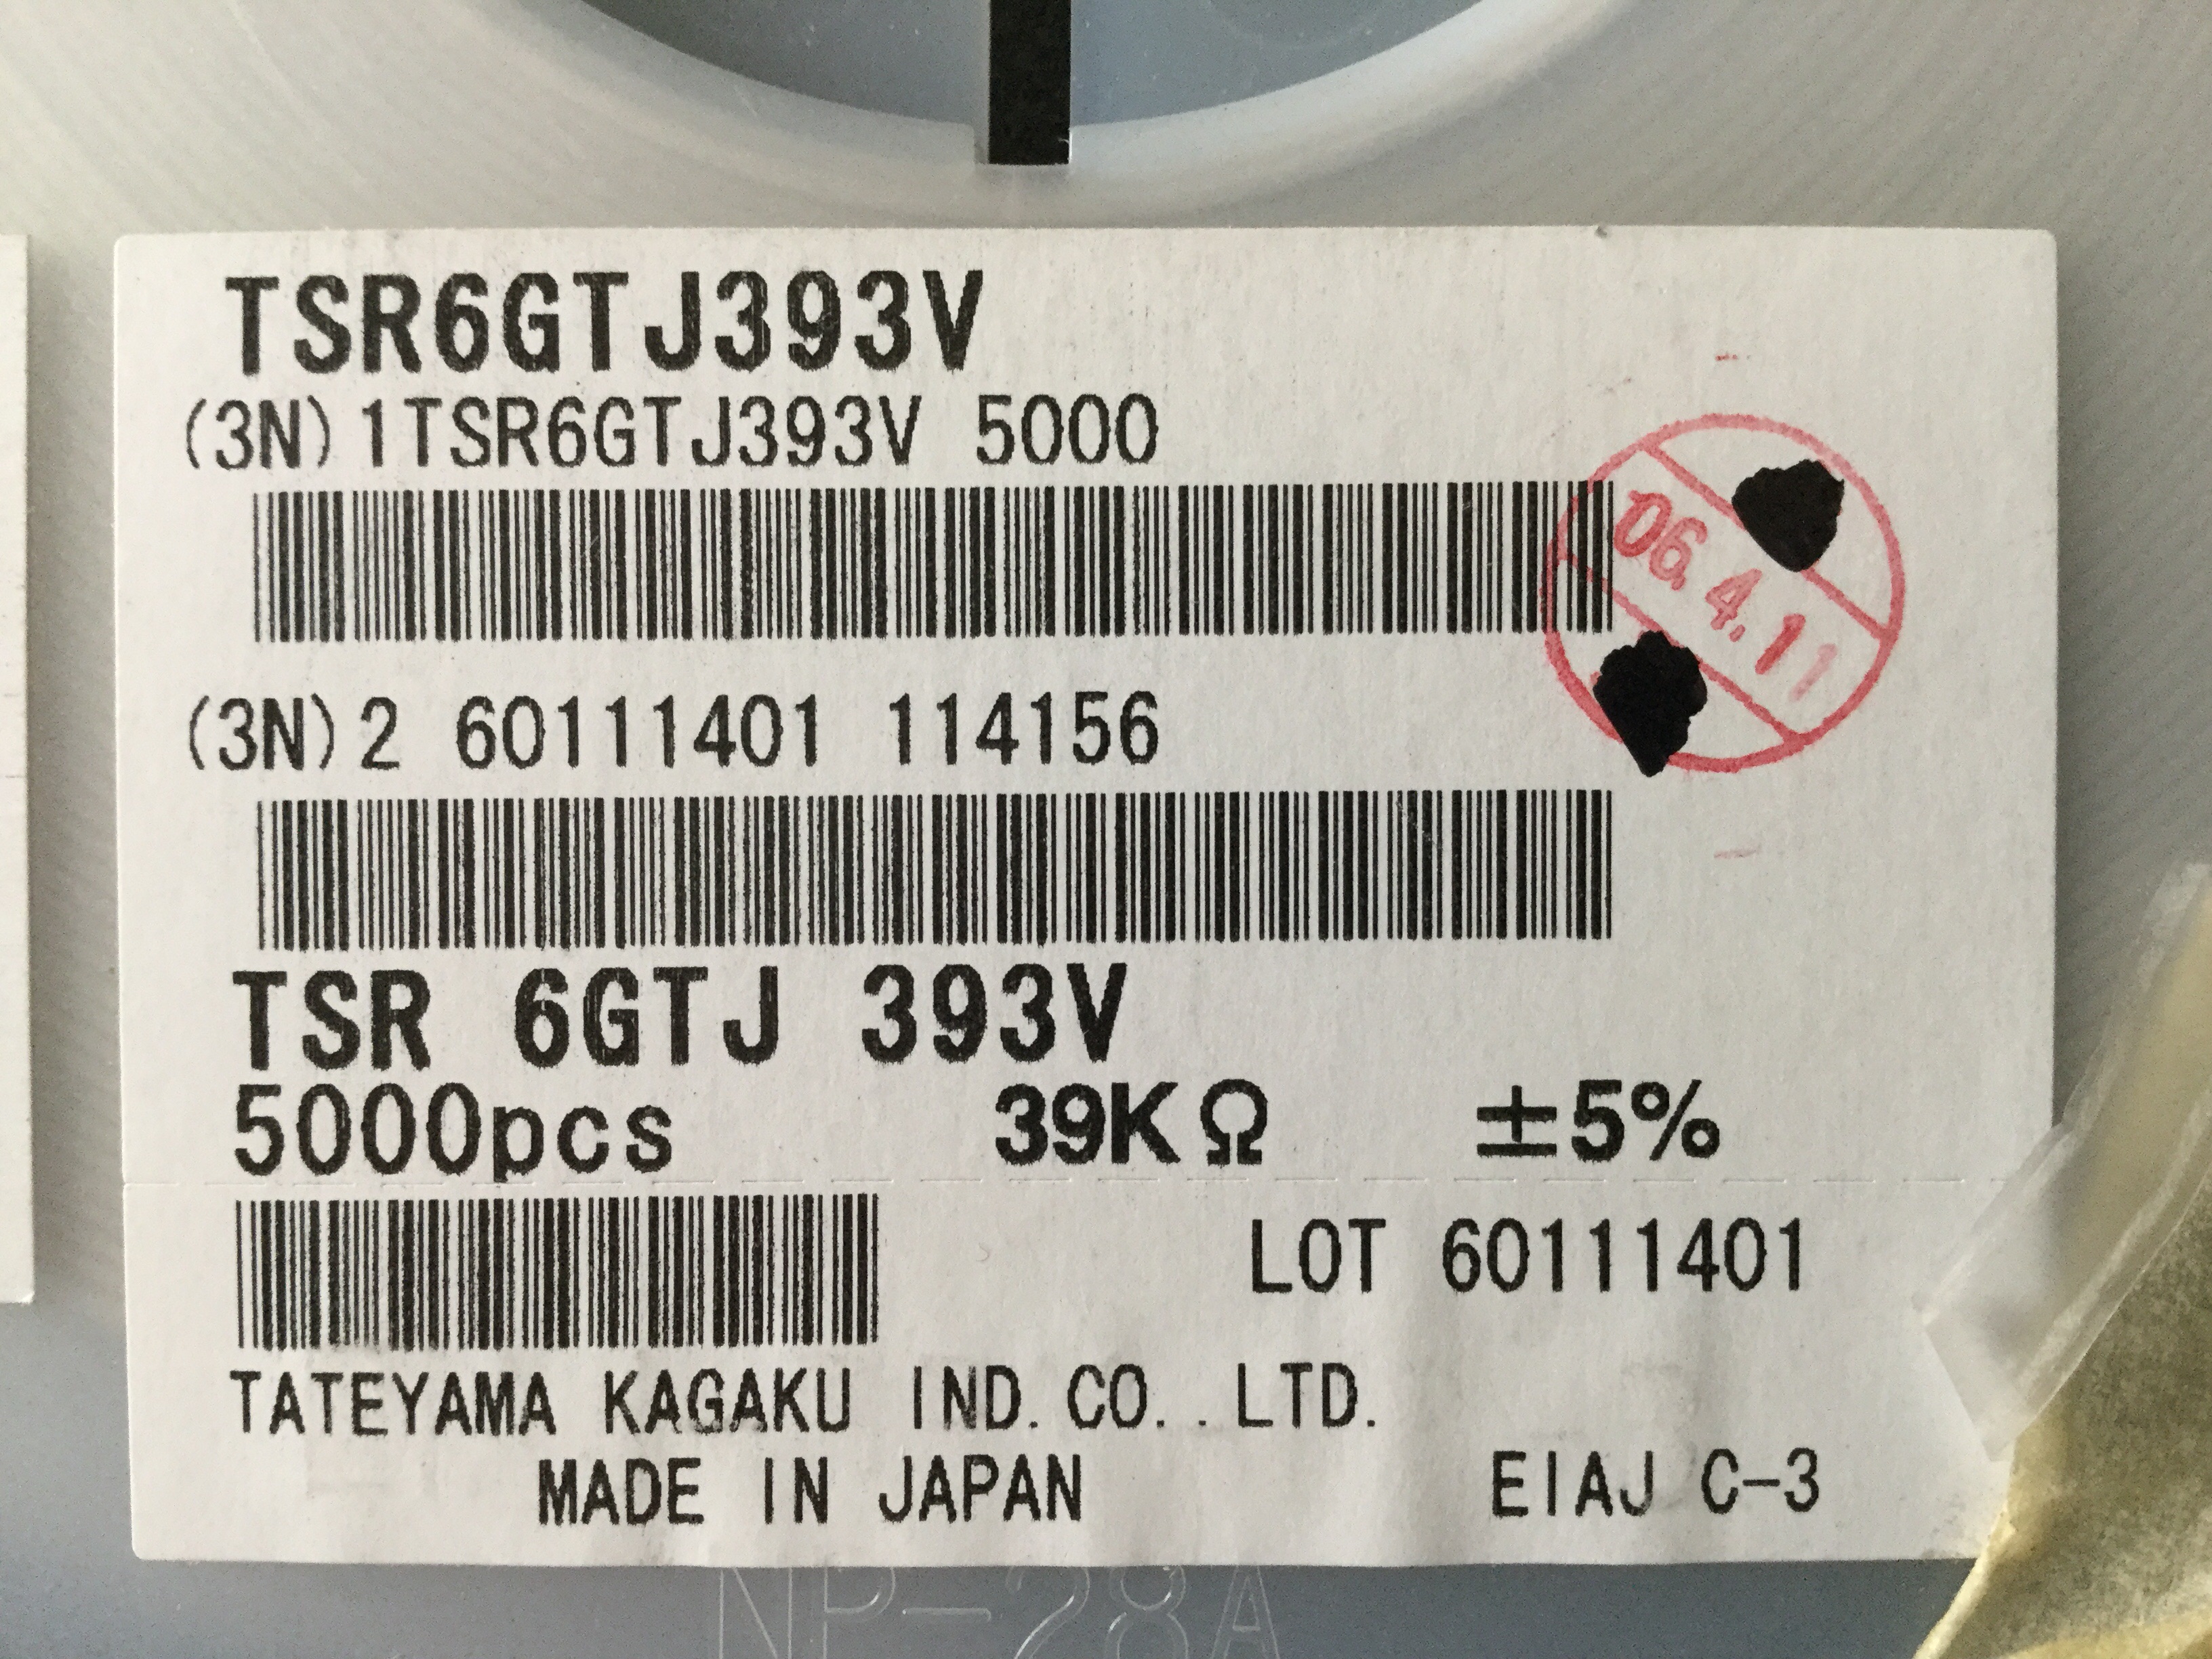 TSR6GTJ393V
(3N)1TSR6GTJ393V 5000
06.4.11
(3N)2 60111401 114156
TSR 6GTJ 393V
5000pcs 39KΩ ±5%
LOT 60111401
TATEYAMA KAGAKU IND.CO..LTD.
MADE IN JAPAN EIAJ C-3
NP-28A